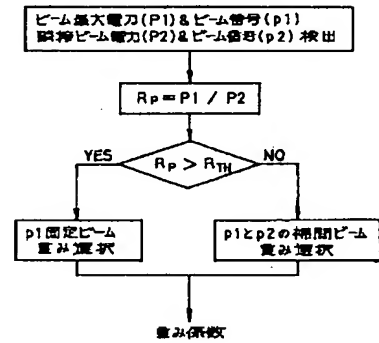 ビーム最大電力(P1)&ビーム番号(p1)
隣接ビーム電力(P2)&ビーム番号(p2) 検出
Rp=P1 / P2
YES
Rp > RTH
NO
p1固定ビーム
重み選択
p1とp2の補間ビーム
重み選択
重み係数